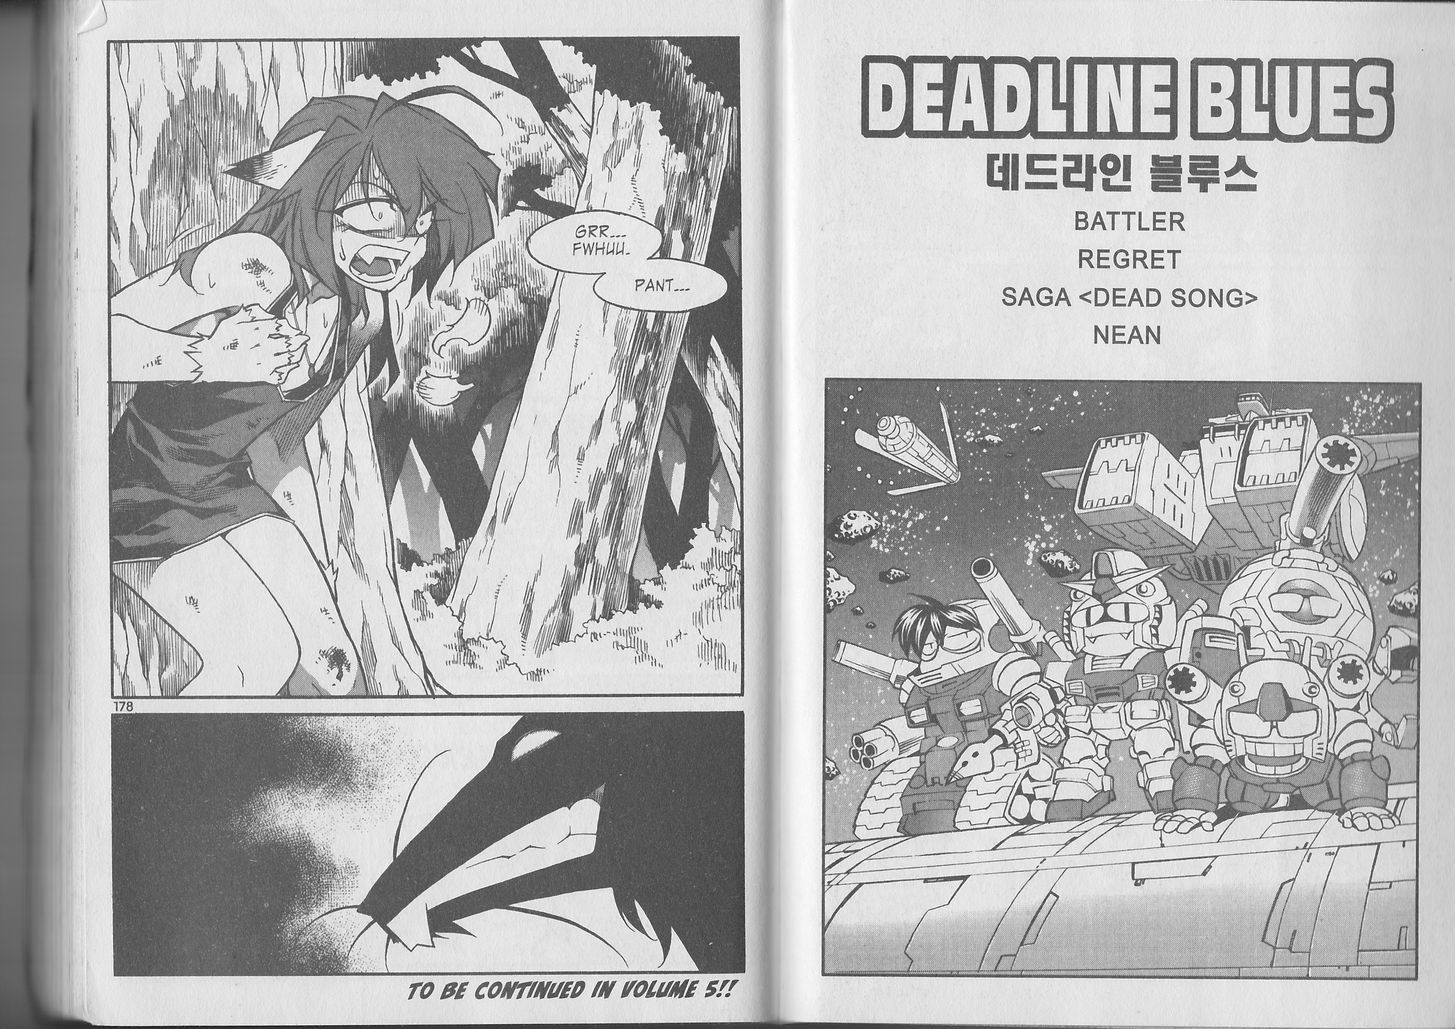 GRR...
FWHUU.
PANT...
178
TO BE CONTINUED IN VOLUME 5!!
DEADLINE BLUES
데드라인 블루스
BATTLER
REGRET
SAGA <DEAD SONG>
NEAN